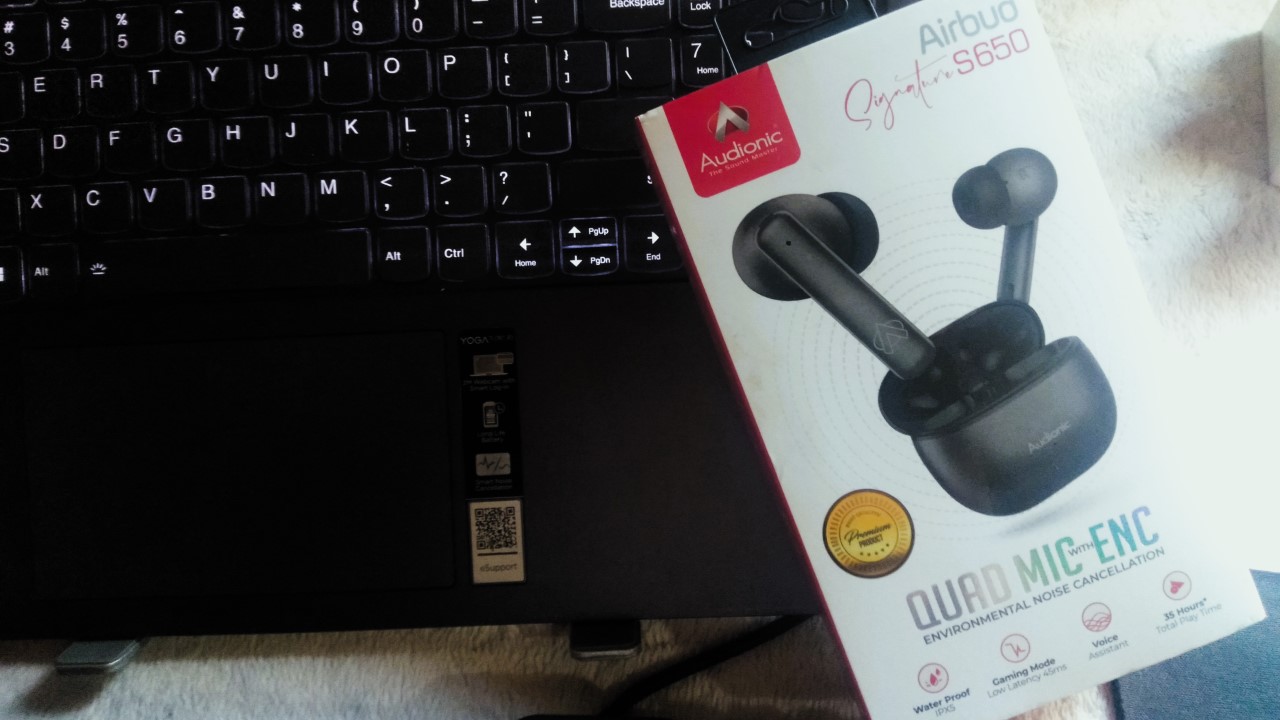 Backspace
Lock
# $ % ^ & * ( ) _ +
3 4 5 6 7 8 9 0 - =
E R T Y U I O P { [ } ] | \ 7 Home
S D F G H J K L : ; " '
X C V B N M < , > . ? /
Alt Alt Ctrl
Home
PgUp
PgDn
End
YOGA
eSupport
Airbud
Signature S650
Audionic
The Sound Master
Audionic
Premium
PRODUCT
QUAD MIC WITH ENC
ENVIRONMENTAL NOISE CANCELLATION
Water Proof
IPX5
Gaming Mode
Low Latency 45ms
Voice
Assistant
35 Hours*
Total Play Time